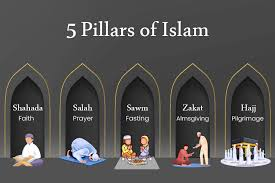 5 Pillars of Islam
Shahada
Faith
Salah
Prayer
Sawm
Fasting
Zakat
Almsgiving
Hajj
Pilgrimage